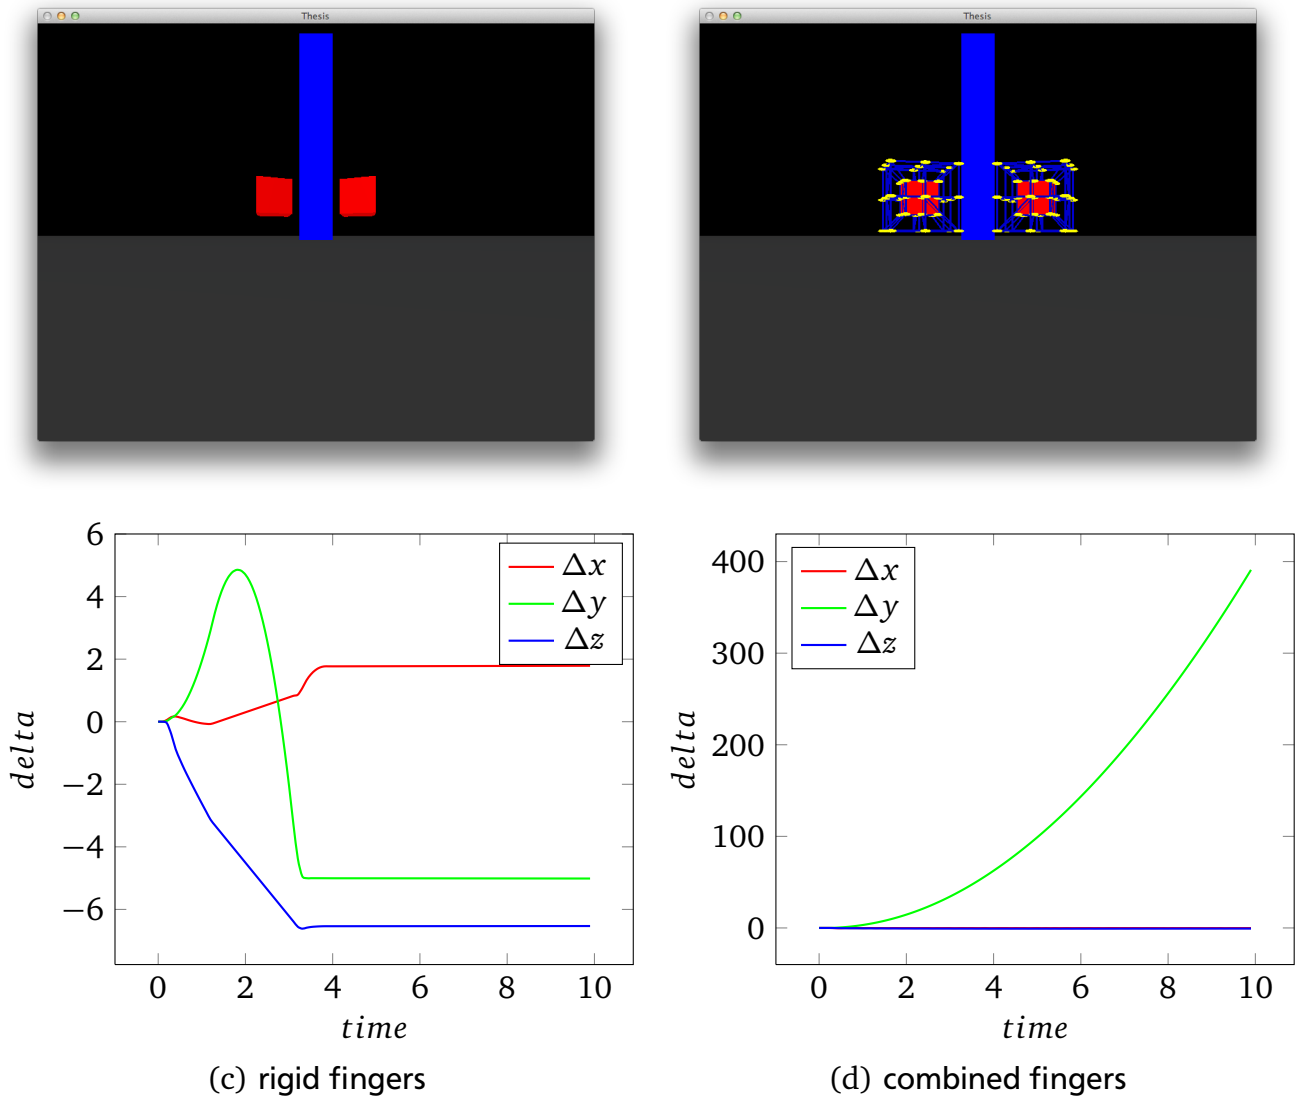 Thesis
Thesis
6
4
2
0
−2
−4
−6
0 2 4 6 8 10
delta
time
Δx
Δy
Δz
(c) rigid fingers
400
300
200
100
0
0 2 4 6 8 10
delta
time
Δx
Δy
Δz
(d) combined fingers